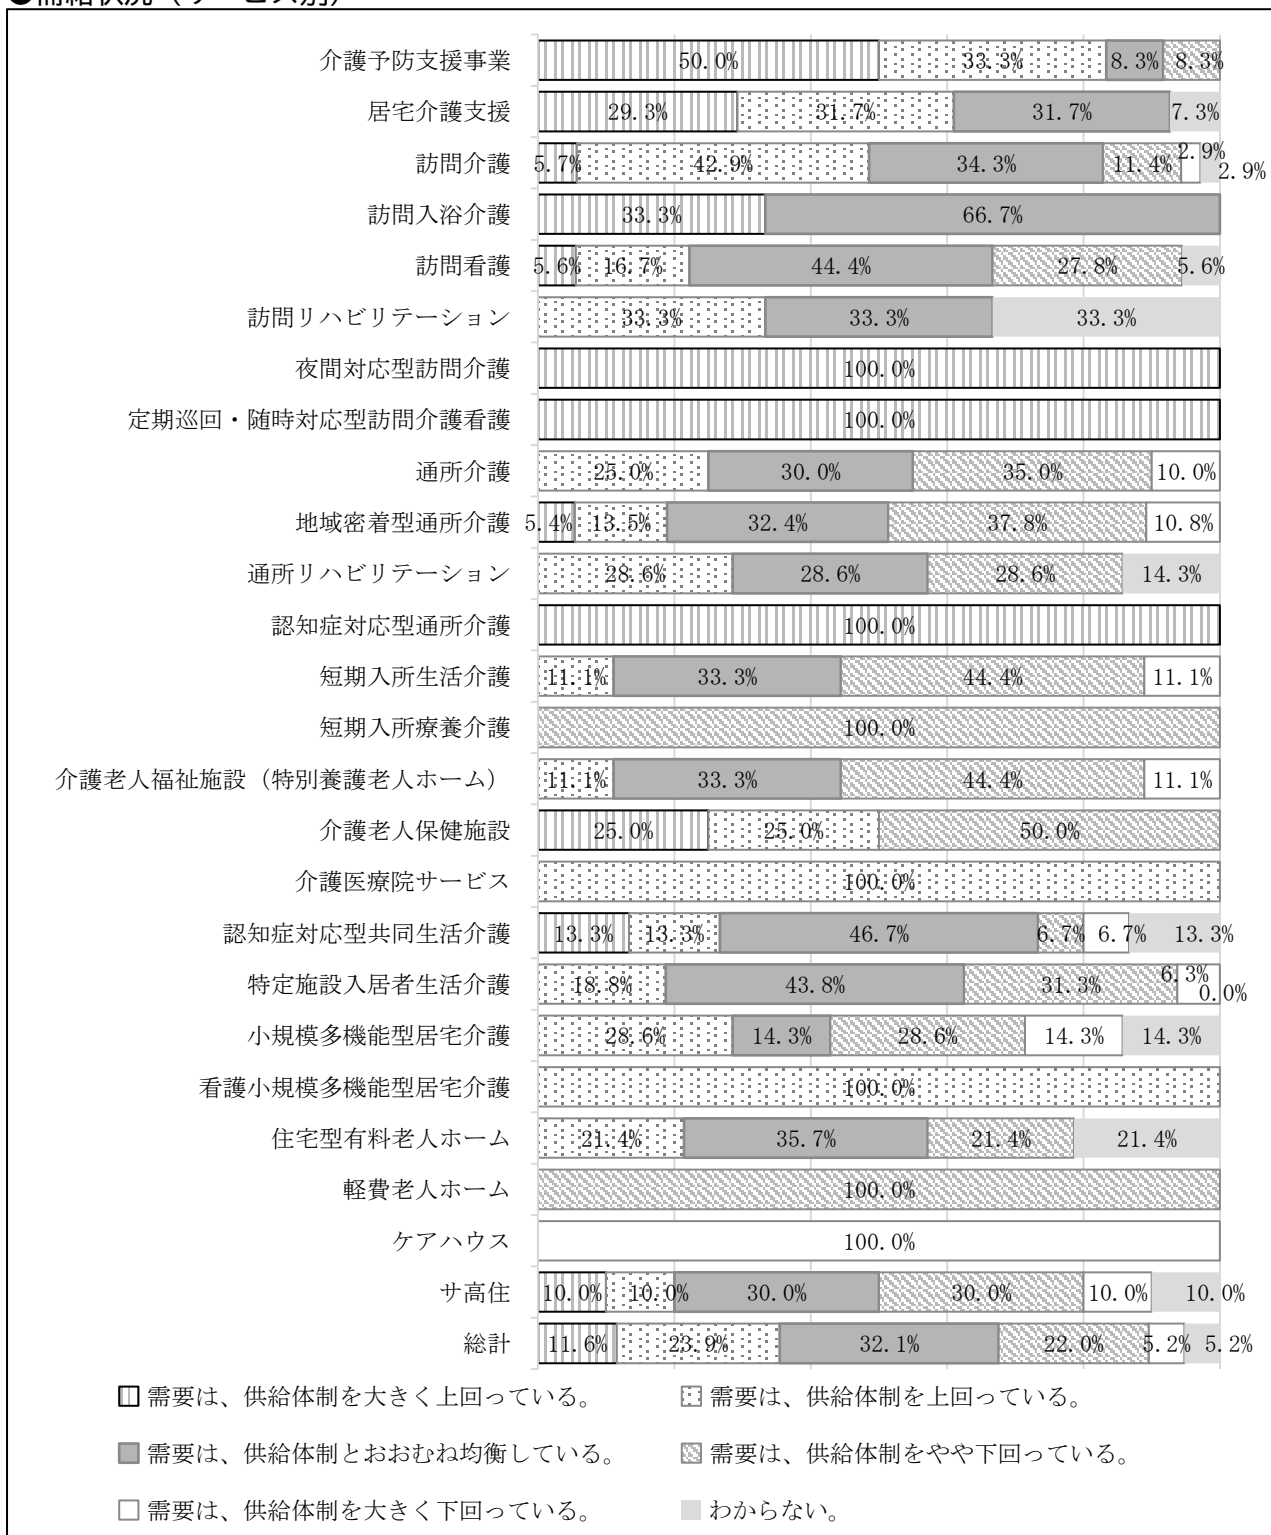 ●需給状況（サービス別）
介護予防支援事業 50.0% 33.3% 8.3% 8.3%
居宅介護支援 29.3% 31.7% 31.7% 7.3%
訪問介護 5.7% 42.9% 34.3% 11.4% 2.9% 2.9%
訪問入浴介護 33.3% 66.7%
訪問看護 5.6% 16.7% 44.4% 27.8% 5.6%
訪問リハビリテーション 33.3% 33.3% 33.3%
夜間対応型訪問介護 100.0%
定期巡回・随時対応型訪問介護看護 100.0%
通所介護 25.0% 30.0% 35.0% 10.0%
地域密着型通所介護 5.4% 13.5% 32.4% 37.8% 10.8%
通所リハビリテーション 28.6% 28.6% 28.6% 14.3%
認知症対応型通所介護 100.0%
短期入所生活介護 11.1% 33.3% 44.4% 11.1%
短期入所療養介護 100.0%
介護老人福祉施設（特別養護老人ホーム） 11.1% 33.3% 44.4% 11.1%
介護老人保健施設 25.0% 25.0% 50.0%
介護医療院サービス 100.0%
認知症対応型共同生活介護 13.3% 13.3% 46.7% 6.7% 6.7% 13.3%
特定施設入居者生活介護 18.8% 43.8% 31.3% 6.3% 0.0%
小規模多機能型居宅介護 28.6% 14.3% 28.6% 14.3% 14.3%
看護小規模多機能型居宅介護 100.0%
住宅型有料老人ホーム 21.4% 35.7% 21.4% 21.4%
軽費老人ホーム 100.0%
ケアハウス 100.0%
サ高住 10.0% 10.0% 30.0% 30.0% 10.0% 10.0%
総計 11.6% 23.9% 32.1% 22.0% 5.2% 5.2%
需要は、供給体制を大きく上回っている。 需要は、供給体制を上回っている。
需要は、供給体制とおおむね均衡している。 需要は、供給体制をやや下回っている。
需要は、供給体制を大きく下回っている。 わからない。